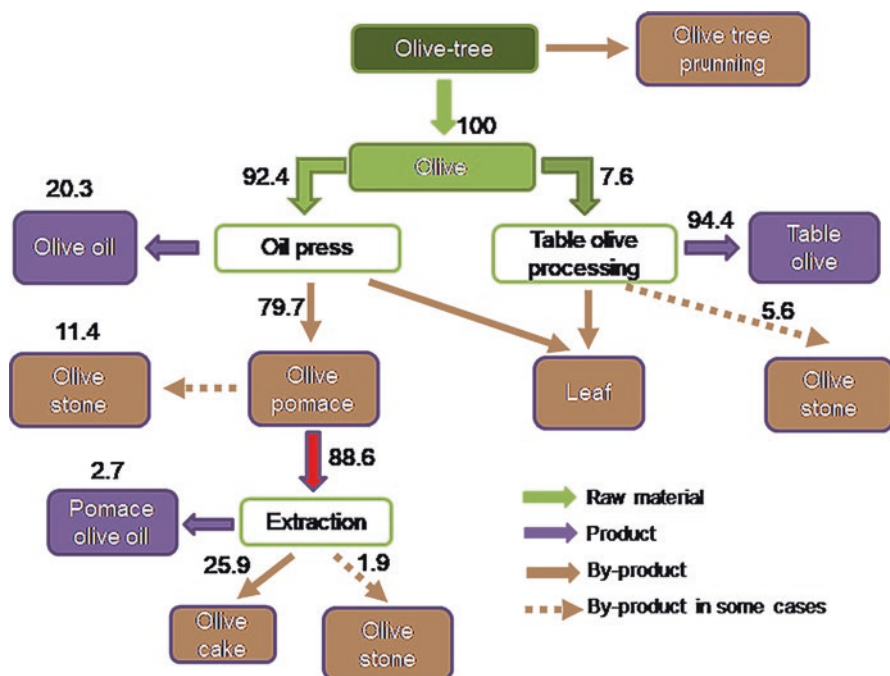 Olive-tree
Olive tree
prunning
100
Olive
92.4
7.6
20.3
Olive oil
Oil press
Table olive
processing
94.4
Table
olive
79.7
5.6
11.4
Olive
stone
Olive
pomace
Leaf
Olive
stone
88.6
2.7
Pomace
olive oil
Extraction
25.9
1.9
Olive
cake
Olive
stone
Raw material
Product
By-product
By-product in some cases